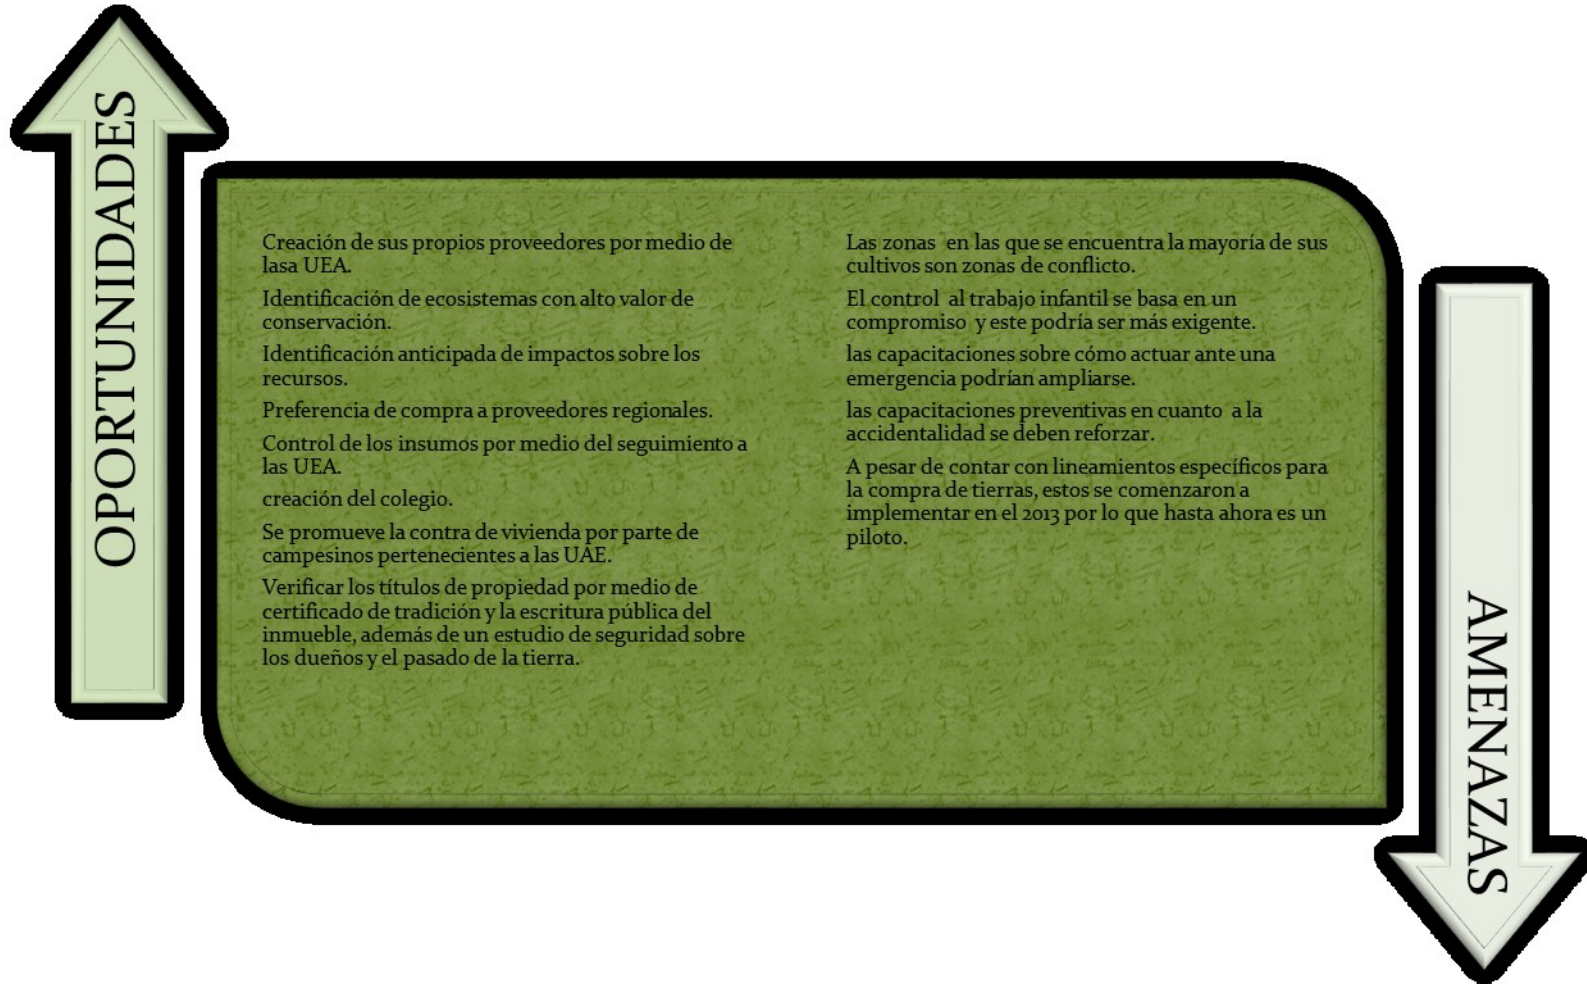 OPORTUNIDADES
Creación de sus propios proveedores por medio de
lasa UEA.
Identificación de ecosistemas con alto valor de
conservación.
Identificación anticipada de impactos sobre los
recursos.
Preferencia de compra a proveedores regionales.
Control de los insumos por medio del seguimiento a
las UEA.
creación del colegio.
Se promueve la contra de vivienda por parte de
campesinos pertenecientes a las UAE.
Verificar los títulos de propiedad por medio de
certificado de tradición y la escritura pública del
inmueble, además de un estudio de seguridad sobre
los dueños y el pasado de la tierra.
Las zonas en las que se encuentra la mayoría de sus
cultivos son zonas de conflicto.
El control al trabajo infantil se basa en un
compromiso y este podría ser más exigente.
las capacitaciones sobre cómo actuar ante una
emergencia podrían ampliarse.
las capacitaciones preventivas en cuanto a la
accidentalidad se deben reforzar.
A pesar de contar con lineamientos específicos para
la compra de tierras, estos se comenzaron a
implementar en el 2013 por lo que hasta ahora es un
piloto.
AMENAZAS